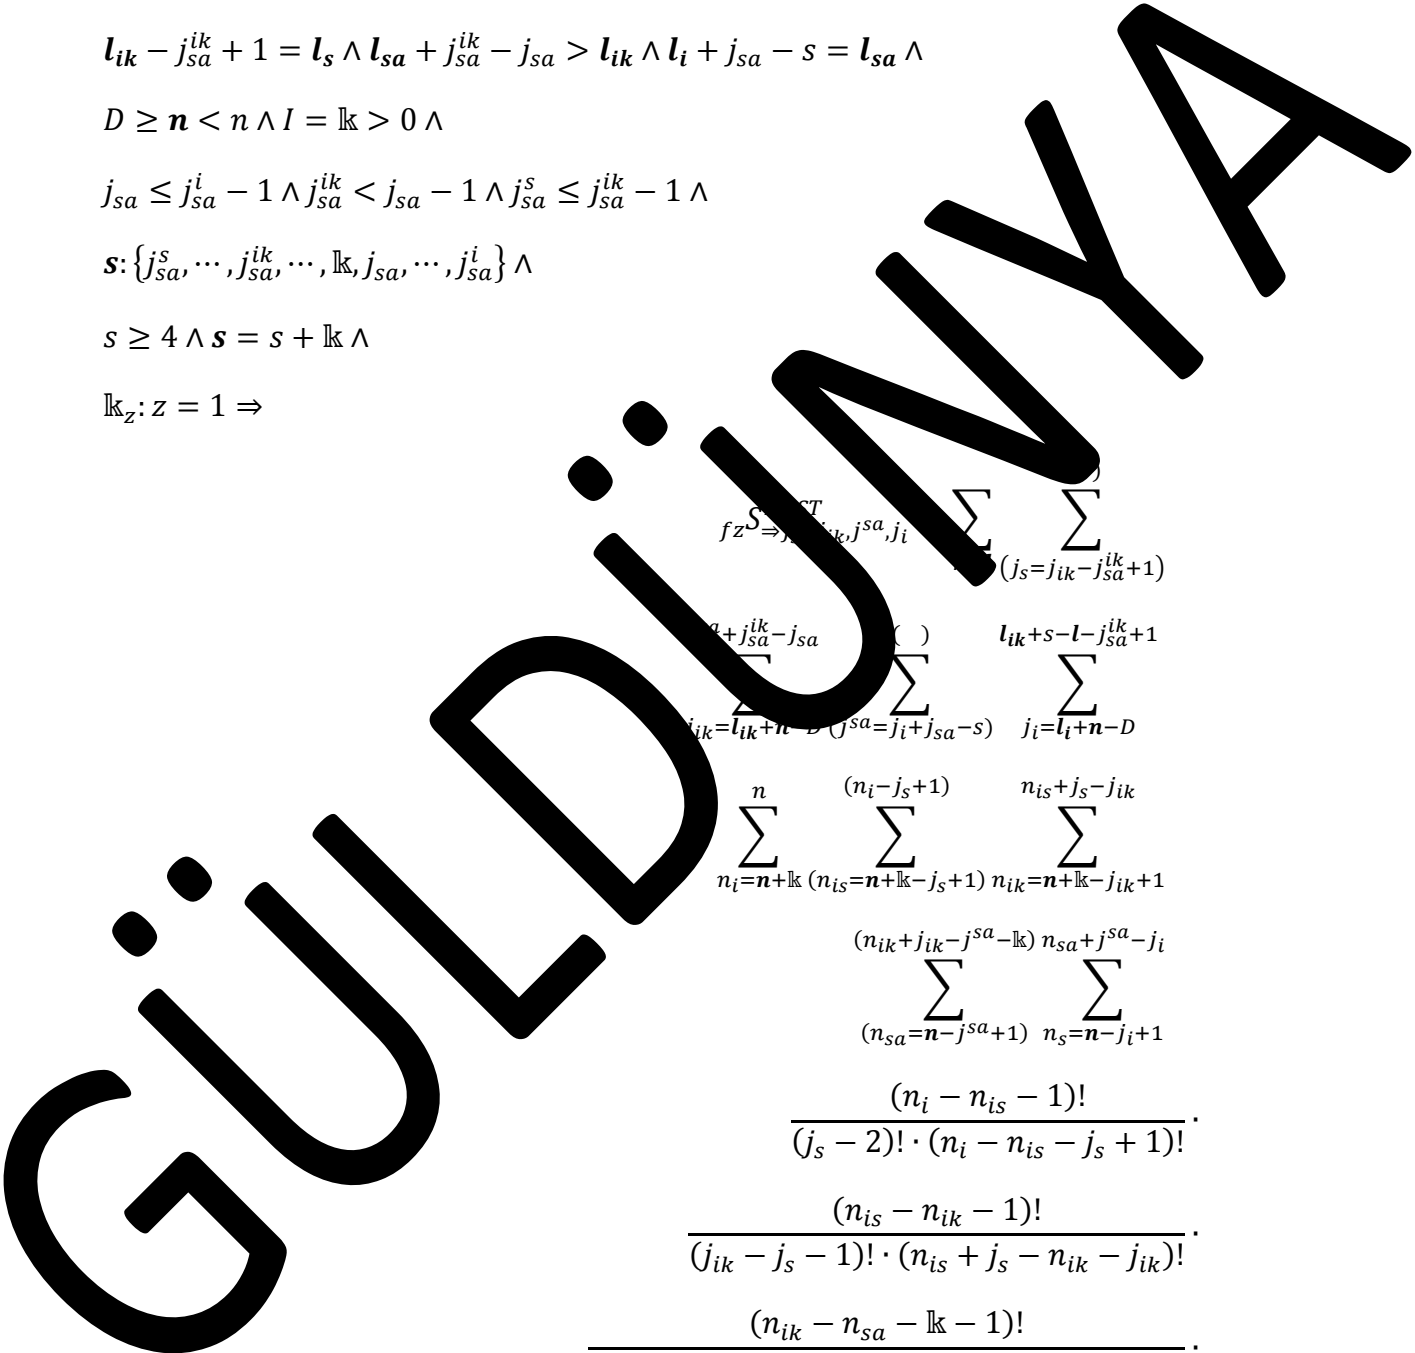 l_ik − j_sa^ik + 1 = l_s ∧ l_sa + j_sa^ik − j_sa > l_ik ∧ l_i + j_sa − s = l_sa ∧
D ≥ n < n ∧ I = 𝕜 > 0 ∧
j_sa ≤ j_sa^i − 1 ∧ j_sa^ik < j_sa − 1 ∧ j_sa^s ≤ j_sa^ik − 1 ∧
s: {j_sa^s, ⋯ , j_sa^ik, ⋯ , 𝕜, j_sa, ⋯ , j_sa^i} ∧
s ≥ 4 ∧ s = s + 𝕜 ∧
𝕜_z: z = 1 ⇒
GÜLDÜNYA
∑ ∑_(j_s=j_ik−j_sa^ik+1)
+j_sa^ik−j_sa ( ) l_ik+s−l−j_sa^ik+1
∑ ∑ ∑
j_ik=l_ik+n−D (j^sa=j_i+j_sa−s) j_i=l_i+n−D
n (n_i−j_s+1) n_is+j_s−j_ik
∑ ∑ ∑
n_i=n+𝕜 (n_is=n+𝕜−j_s+1) n_ik=n+𝕜−j_ik+1
(n_ik+j_ik−j^sa−𝕜) n_sa+j^sa−j_i
∑ ∑
(n_sa=n−j^sa+1) n_s=n−j_i+1
(n_i − n_is − 1)!
(j_s − 2)! · (n_i − n_is − j_s + 1)! ·
(n_is − n_ik − 1)!
(j_ik − j_s − 1)! · (n_is + j_s − n_ik − j_ik)! ·
(n_ik − n_sa − 𝕜 − 1)! ·